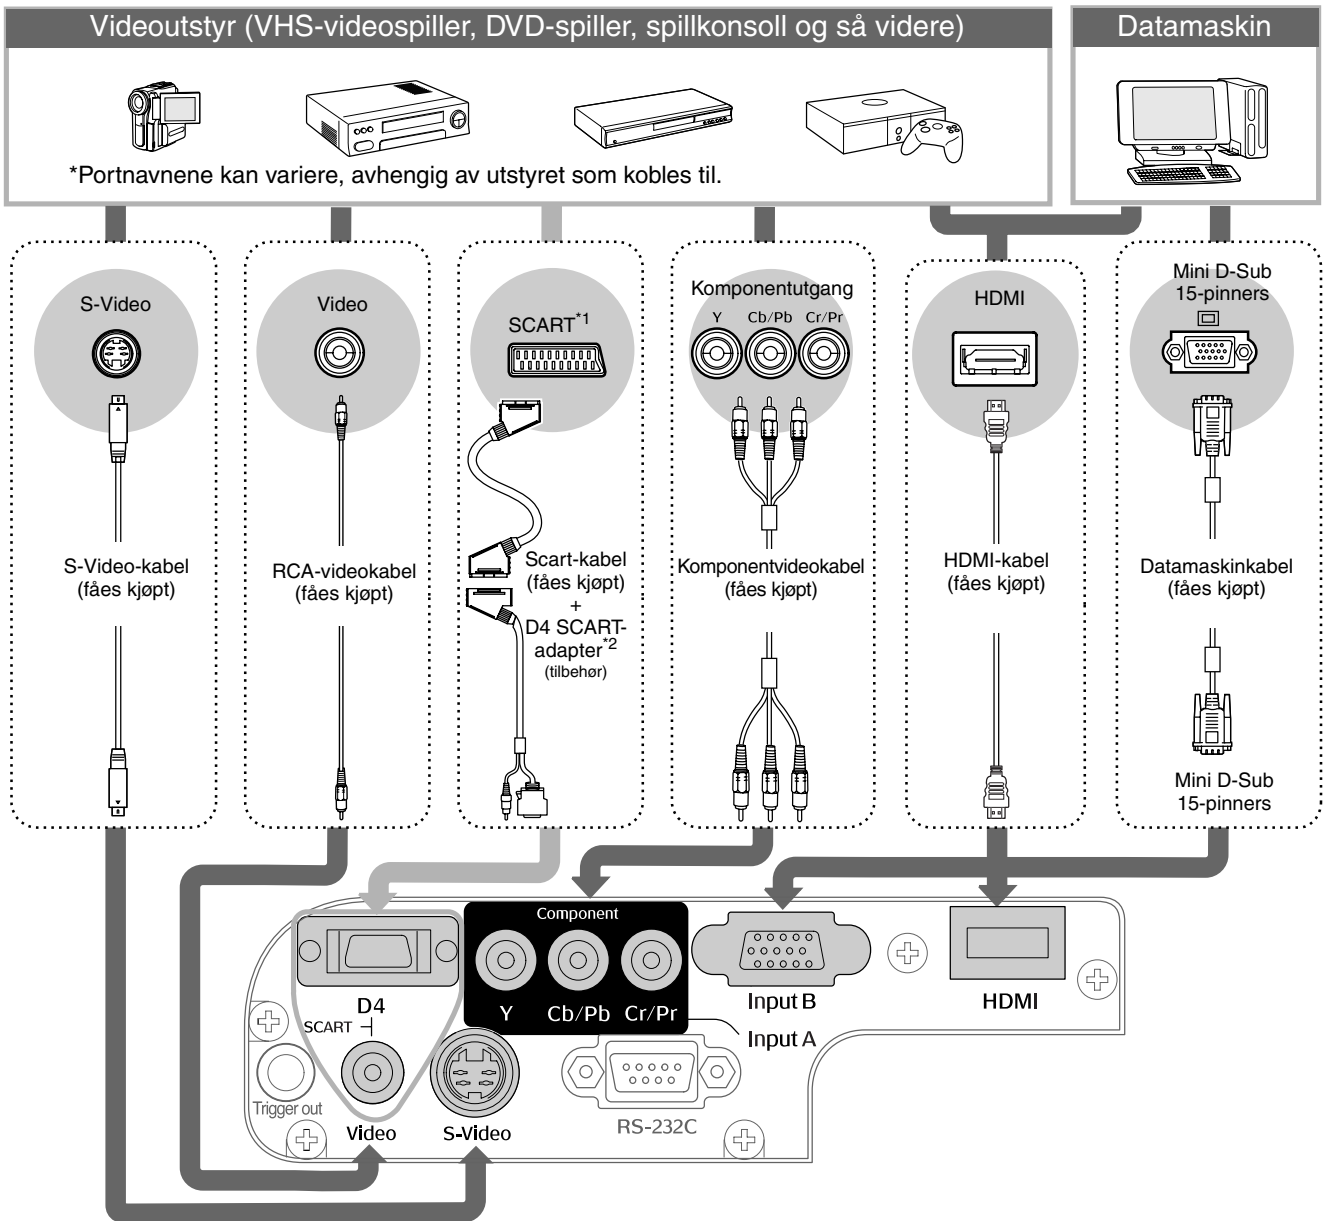 Videoutstyr (VHS-videospiller, DVD-spiller, spillkonsoll og så videre)
Datamaskin
*Portnavnene kan variere, avhengig av utstyret som kobles til.
S-Video
Video
SCART*1
Komponentutgang
Y Cb/Pb Cr/Pr
HDMI
Mini D-Sub
15-pinners
S-Video-kabel
(fåes kjøpt)
RCA-videokabel
(fåes kjøpt)
Scart-kabel
(fåes kjøpt)
+
D4 SCART-
adapter*2
(tilbehør)
Komponentvideokabel
(fåes kjøpt)
HDMI-kabel
(fåes kjøpt)
Datamaskinkabel
(fåes kjøpt)
Mini D-Sub
15-pinners
Component
Y Cb/Pb Cr/Pr
D4
SCART
Input B
HDMI
Input A
Trigger out
Video
S-Video
RS-232C